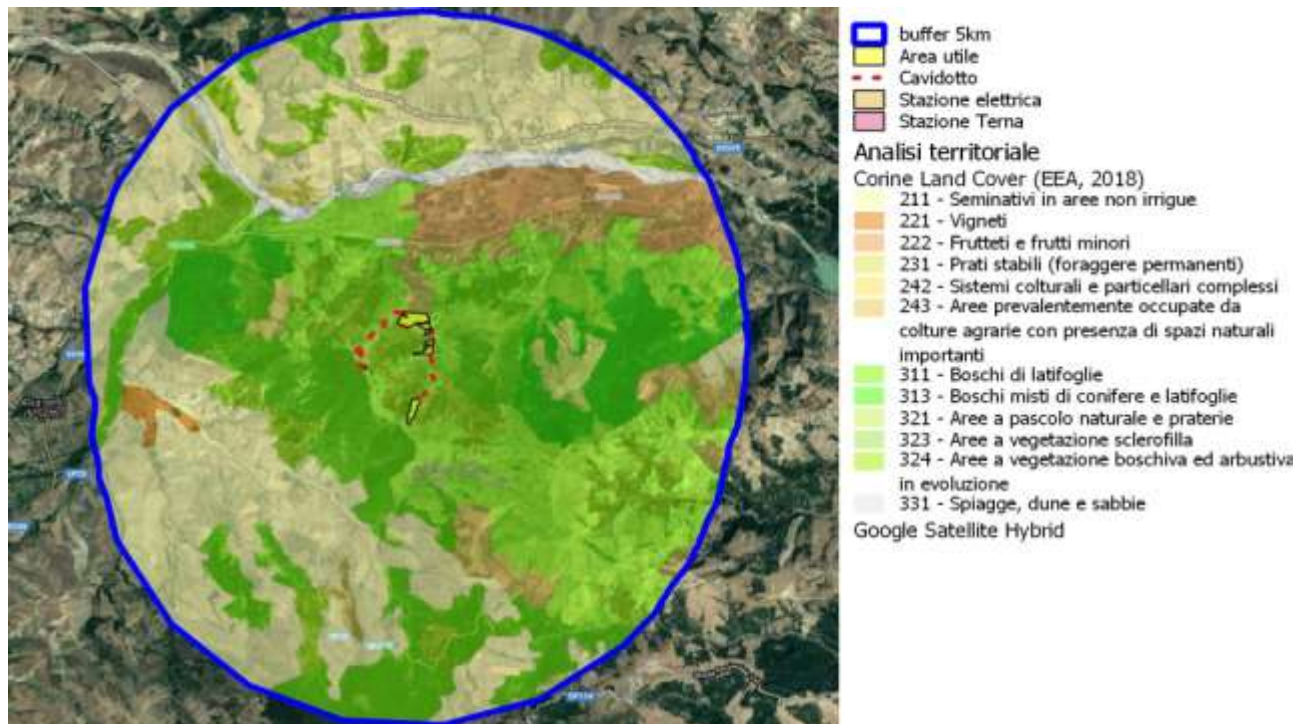 buffer 5km
Area utile
Cavidotto
Stazione elettrica
Stazione Terna
Analisi territoriale
Corine Land Cover (EEA, 2018)
211 - Seminativi in aree non irrigue
221 - Vigneti
222 - Frutteti e frutti minori
231 - Prati stabili (foraggere permanenti)
242 - Sistemi colturali e particellari complessi
243 - Aree prevalentemente occupate da
colture agrarie con presenza di spazi naturali
importanti
311 - Boschi di latifoglie
313 - Boschi misti di conifere e latifoglie
321 - Aree a pascolo naturale e praterie
323 - Aree a vegetazione sclerofilla
324 - Aree a vegetazione boschiva ed arbustiva
in evoluzione
331 - Spiagge, dune e sabbie
Google Satellite Hybrid